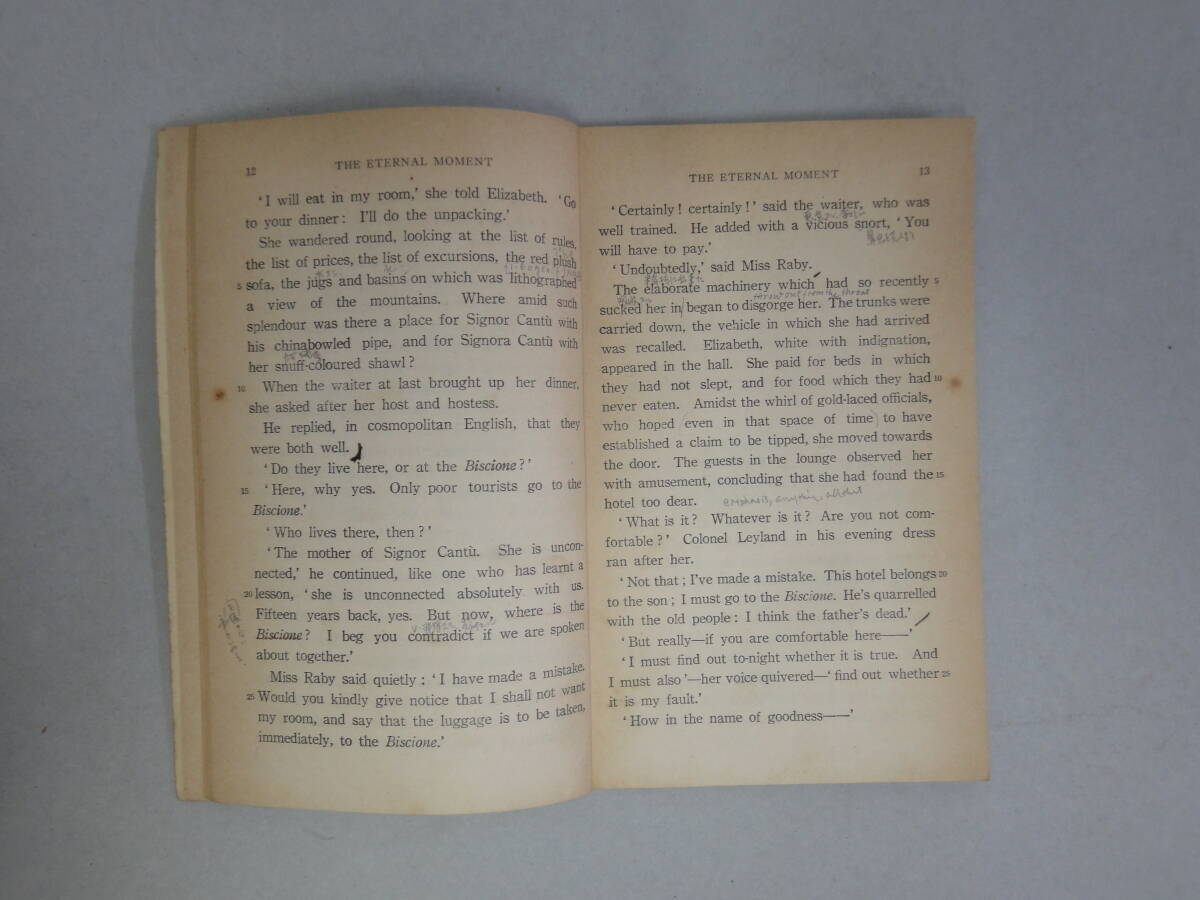 12
THE ETERNAL MOMENT
‘I will eat in my room,’ she told Elizabeth. ‘Go
to your dinner: I'll do the unpacking.’
She wandered round, looking at the list of rules,
the list of prices, the list of excursions, the red plush
5 sofa, the jugs and basins on which was lithographed
a view of the mountains. Where amid such
splendour was there a place for Signor Cantù with
his chinabowled pipe, and for Signora Cantù with
her snuff-coloured shawl?
10 When the waiter at last brought up her dinner,
she asked after her host and hostess.
He replied, in cosmopolitan English, that they
were both well.
‘Do they live here, or at the Biscione?’
15 ‘Here, why yes. Only poor tourists go to the
Biscione.’
‘Who lives there, then?’
‘The mother of Signor Cantù. She is uncon-
nected,’ he continued, like one who has learnt a
20 lesson, ‘she is unconnected absolutely with us.
Fifteen years back, yes. But now, where is the
Biscione? I beg you contradict if we are spoken
about together.’
Miss Raby said quietly: ‘I have made a mistake.
25 Would you kindly give notice that I shall not want
my room, and say that the luggage is to be taken,
immediately, to the Biscione.’
THE ETERNAL MOMENT
13
‘Certainly! certainly!’ said the waiter, who was
well trained. He added with a vicious snort, ‘You
will have to pay.’
‘Undoubtedly,’ said Miss Raby.
The elaborate machinery which had so recently 5
throw out from the throat
sucked her in began to disgorge her. The trunks were
carried down, the vehicle in which she had arrived
was recalled. Elizabeth, white with indignation,
appeared in the hall. She paid for beds in which
they had not slept, and for food which they had 10
never eaten. Amidst the whirl of gold-laced officials,
who hoped (even in that space of time) to have
established a claim to be tipped, she moved towards
the door. The guests in the lounge observed her
with amusement, concluding that she had found the 15
hotel too dear.
emphasis, anything, all that
‘What is it? Whatever is it? Are you not com-
fortable?’ Colonel Leyland in his evening dress
ran after her.
‘Not that; I've made a mistake. This hotel belongs 20
to the son; I must go to the Biscione. He's quarrelled
with the old people: I think the father's dead.’
‘But really—if you are comfortable here——’
‘I must find out to-night whether it is true. And
I must also’—her voice quivered—‘find out whether 25
it is my fault.’
‘How in the name of goodness——’